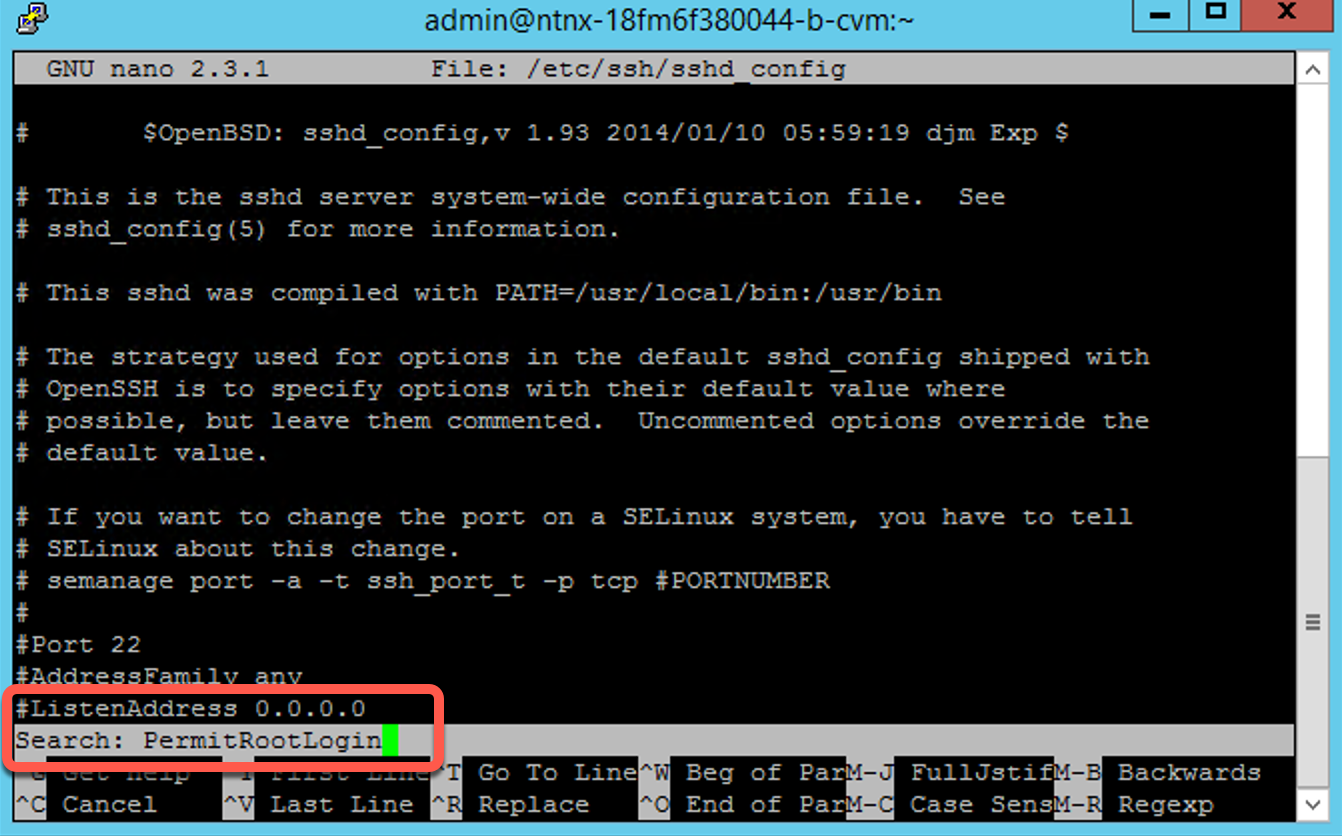 admin@ntnx-18fm6f380044-b-cvm:~
GNU nano 2.3.1 File: /etc/ssh/sshd_config
# $OpenBSD: sshd_config,v 1.93 2014/01/10 05:59:19 djm Exp $
# This is the sshd server system-wide configuration file. See
# sshd_config(5) for more information.
# This sshd was compiled with PATH=/usr/local/bin:/usr/bin
# The strategy used for options in the default sshd_config shipped with
# OpenSSH is to specify options with their default value where
# possible, but leave them commented. Uncommented options override the
# default value.
# If you want to change the port on a SELinux system, you have to tell
# SELinux about this change.
# semanage port -a -t ssh_port_t -p tcp #PORTNUMBER
#
#Port 22
#AddressFamily any
#ListenAddress 0.0.0.0
Search: PermitRootLogin
^G Get Help ^Y First Line ^T Go To Line ^W Beg of Par M-J FullJstif M-B Backwards
^C Cancel ^V Last Line ^R Replace ^O End of Par M-C Case Sens M-R Regexp